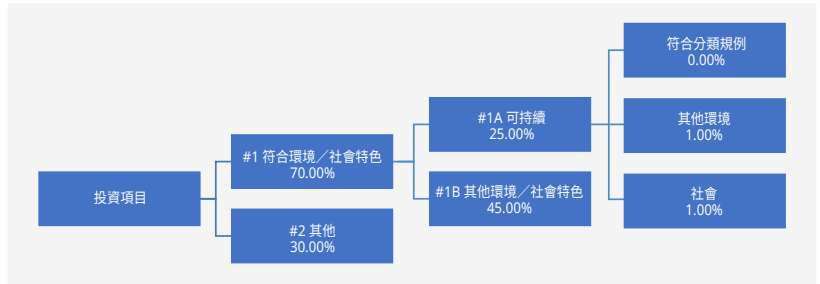 投資項目
#1 符合環境／社會特色
70.00%
#2 其他
30.00%
#1A 可持續
25.00%
#1B 其他環境／社會特色
45.00%
符合分類規例
0.00%
其他環境
1.00%
社會
1.00%